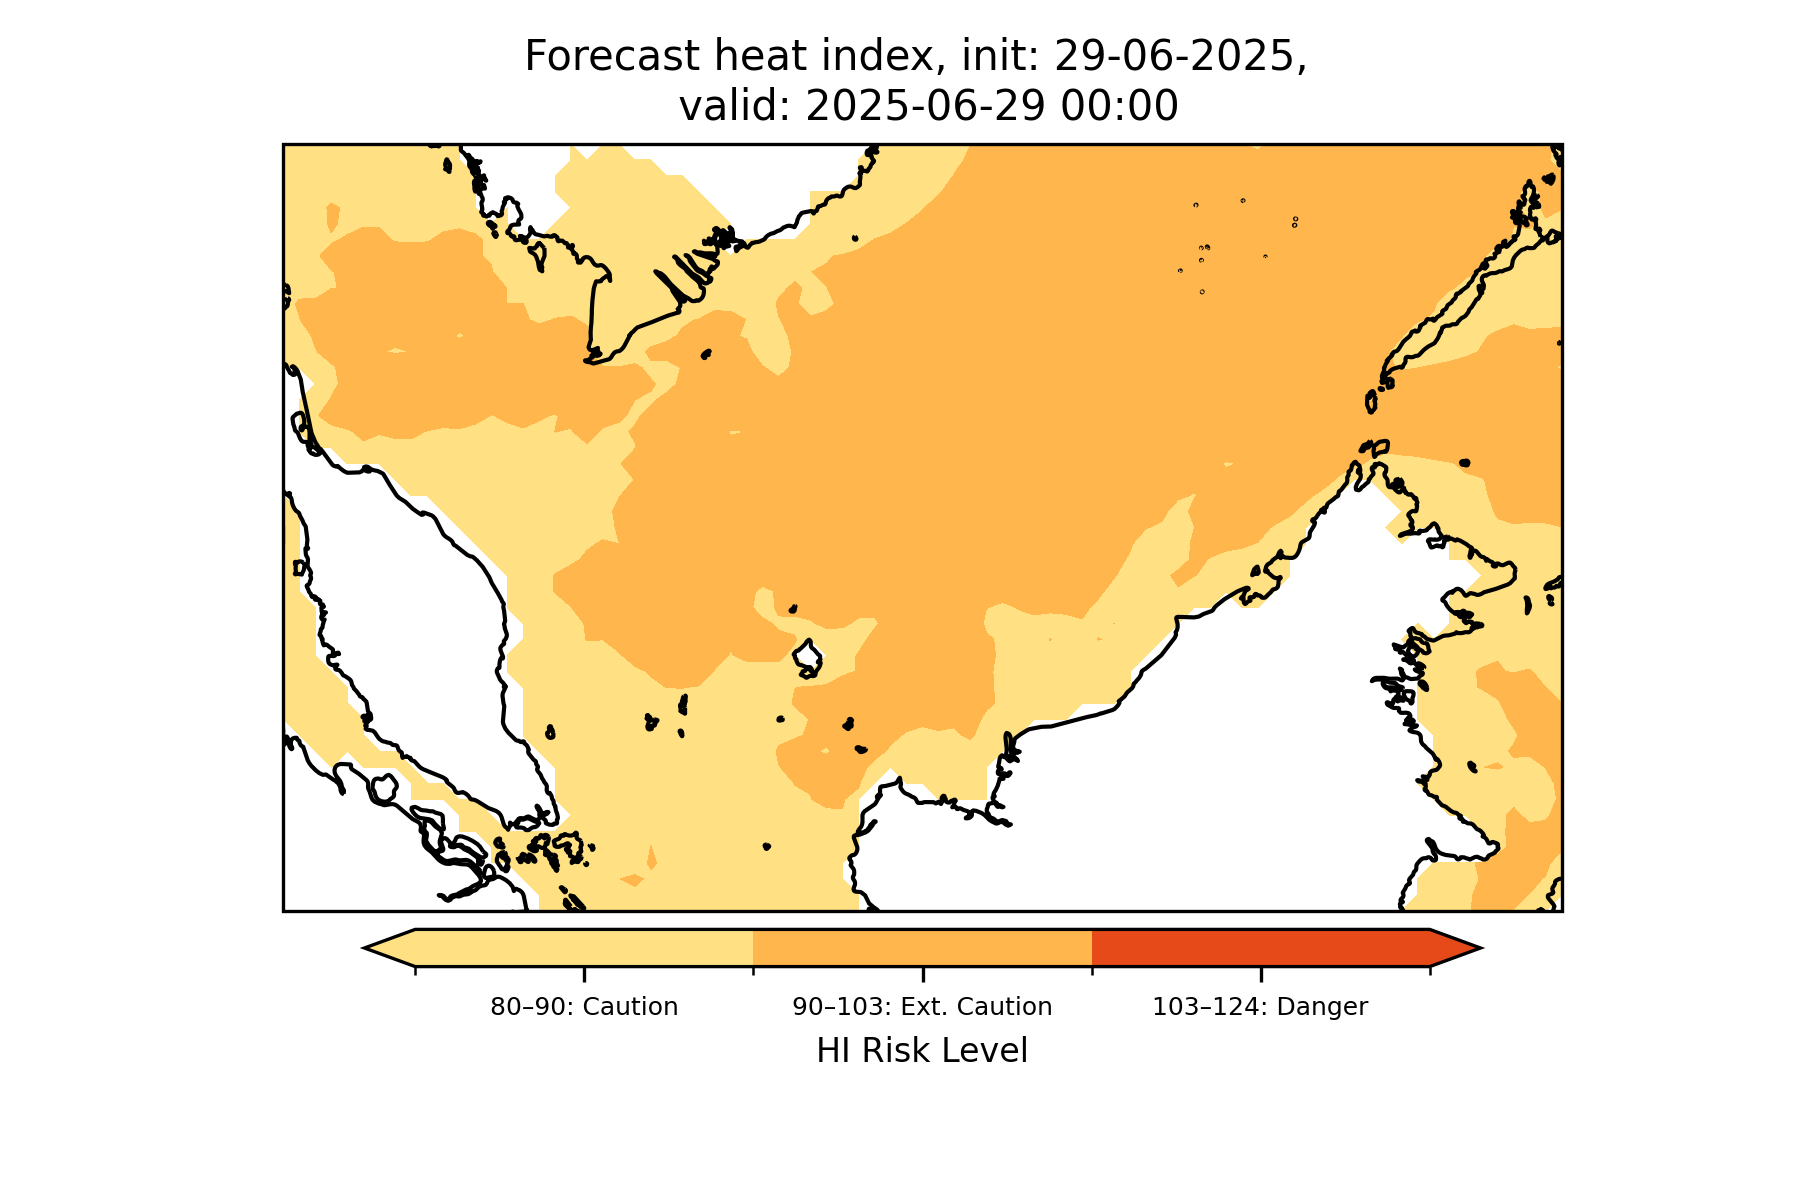 Forecast heat index, init: 29-06-2025,
valid: 2025-06-29 00:00
80–90: Caution
90–103: Ext. Caution
103–124: Danger
HI Risk Level